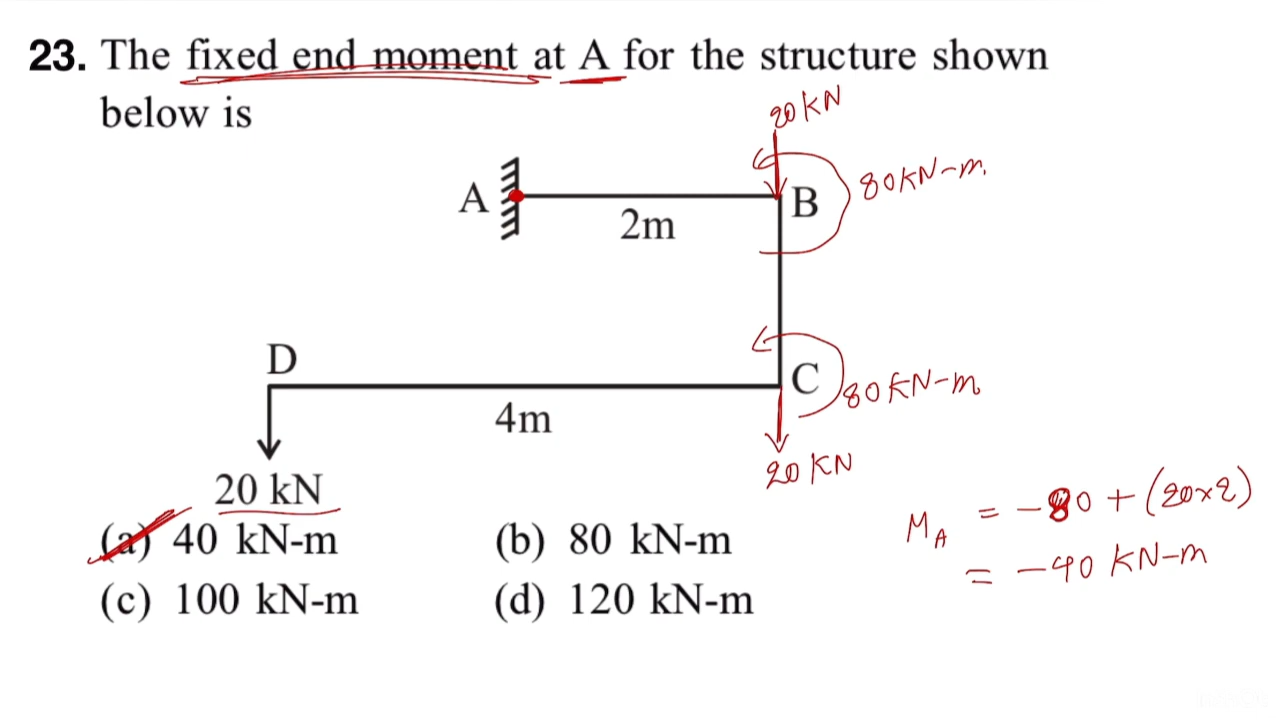 23. The fixed end moment at A for the structure shown
below is
20 KN
A
B
80 KN-m.
2m
D
C
80 KN-m
4m
20 KN
20 kN
(a) 40 kN-m (b) 80 kN-m
(c) 100 kN-m (d) 120 kN-m
MA = -80 + (20×2)
= -40 KN-m